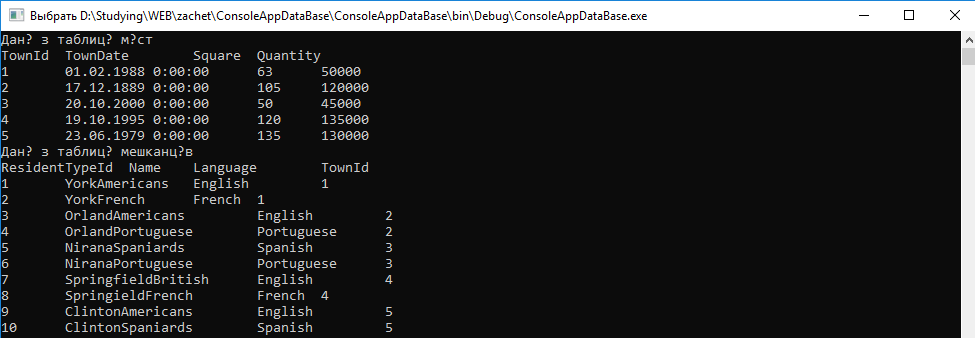 Выбрать D:\Studying\WEB\zachet\ConsoleAppDataBase\ConsoleAppDataBase\bin\Debug\ConsoleAppDataBase.exe
Дан? з таблиц? м?ст
TownId TownDate Square Quantity
1 01.02.1988 0:00:00 63 50000
2 17.12.1889 0:00:00 105 120000
3 20.10.2000 0:00:00 50 45000
4 19.10.1995 0:00:00 120 135000
5 23.06.1979 0:00:00 135 130000
Дан? з таблиц? мешканц?в
ResidentTypeId Name Language TownId
1 YorkAmericans English 1
2 YorkFrench French 1
3 OrlandAmericans English 2
4 OrlandPortuguese Portuguese 2
5 NiranaSpaniards Spanish 3
6 NiranaPortuguese Portuguese 3
7 SpringfieldBritish English 4
8 SpringieldFrench French 4
9 ClintonAmericans English 5
10 ClintonSpaniards Spanish 5